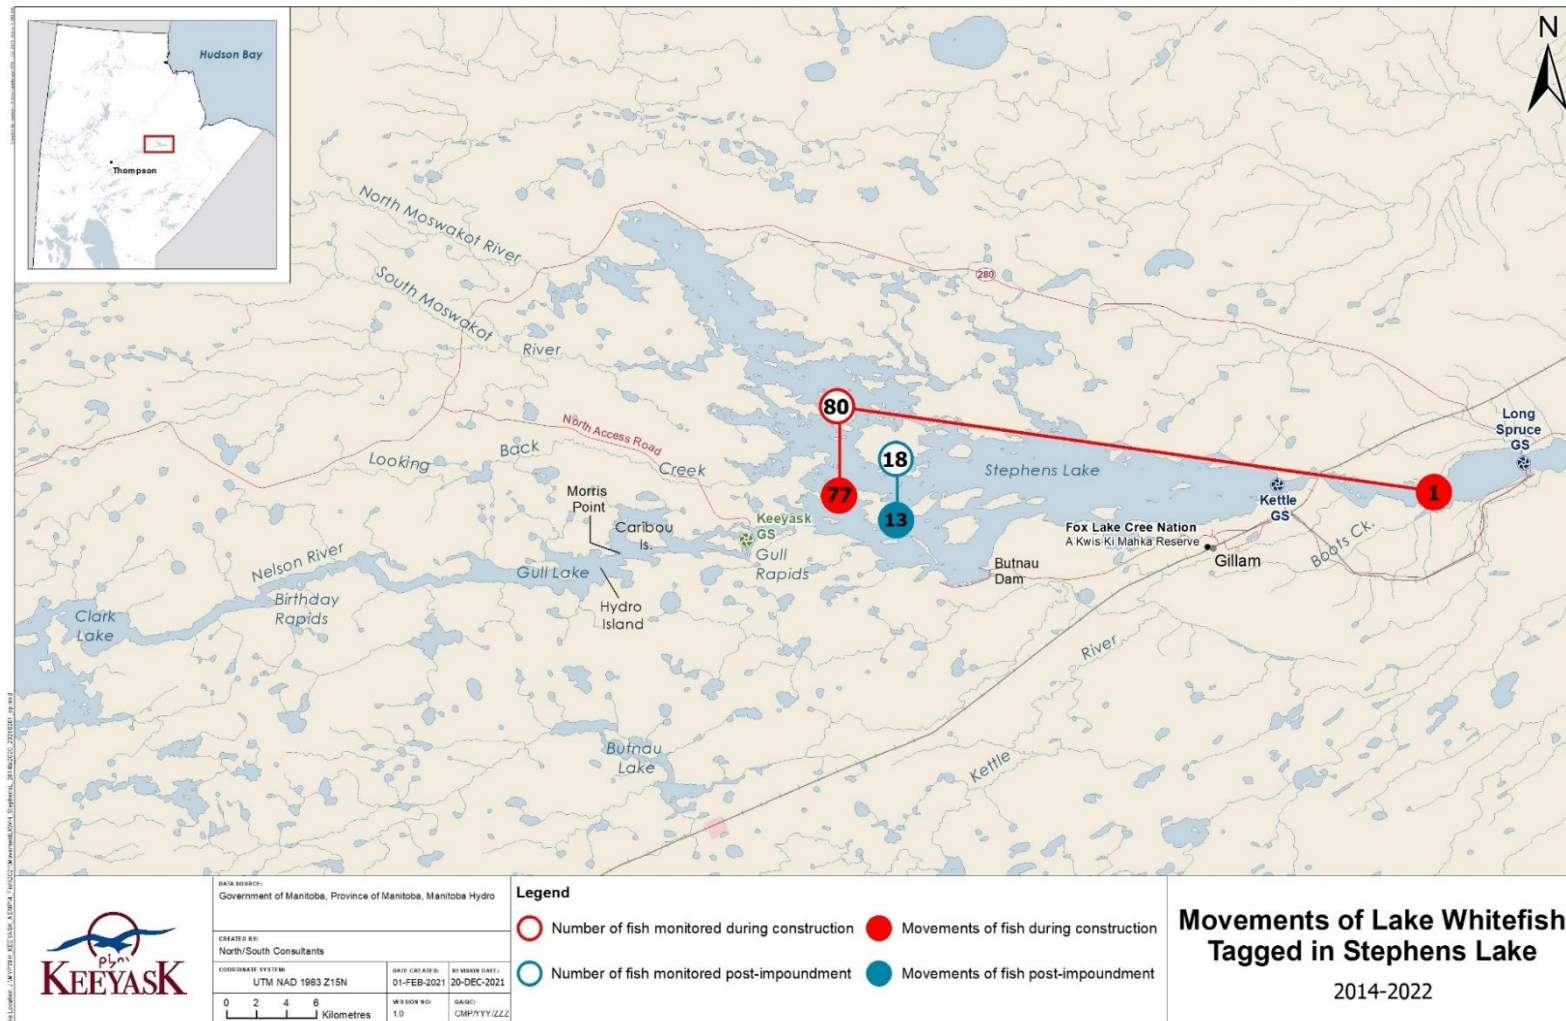 Hudson Bay
Thompson
N
North Moswakot River
South Moswakot
River
280
North Access Road
Looking
Back
Creek
80
18
77
13
1
Stephens Lake
Long
Spruce
GS
Kettle
GS
Morris
Point
Caribou
Is.
Keeyask
GS
Gull
Rapids
Fox Lake Cree Nation
A Kwis Ki Mahka Reserve
Gillam
Boots Ck.
Butnau
Dam
Nelson River
Gull Lake
Birthday
Rapids
Hydro
Island
Clark
Lake
River
Kettle
Butnau
Lake
KEEYASK
DATA SOURCE:
Government of Manitoba, Province of Manitoba, Manitoba Hydro
CREATED BY:
North/South Consultants
COORDINATE SYSTEM:
UTM NAD 1983 Z15N
DATE CREATED:
01-FEB-2021
REVISION DATE:
20-DEC-2021
0 2 4 6
Kilometres
VERSION NO:
1.0
QA/QC:
CMP/YYY/ZZZ
Legend
Number of fish monitored during construction
Movements of fish during construction
Number of fish monitored post-impoundment
Movements of fish post-impoundment
Movements of Lake Whitefish
Tagged in Stephens Lake
2014-2022